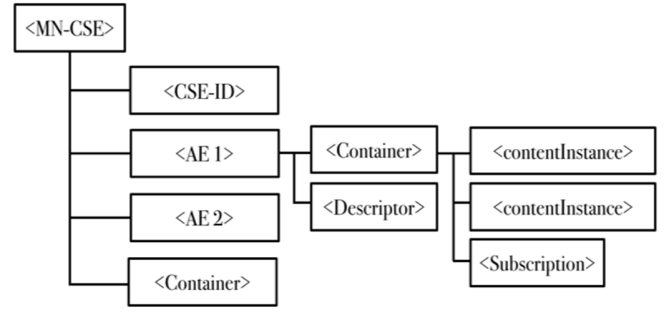 <MN-CSE>
<CSE-ID>
<AE 1>
<Container>
<contentInstance>
<Descriptor>
<contentInstance>
<AE 2>
<Subscription>
<Container>